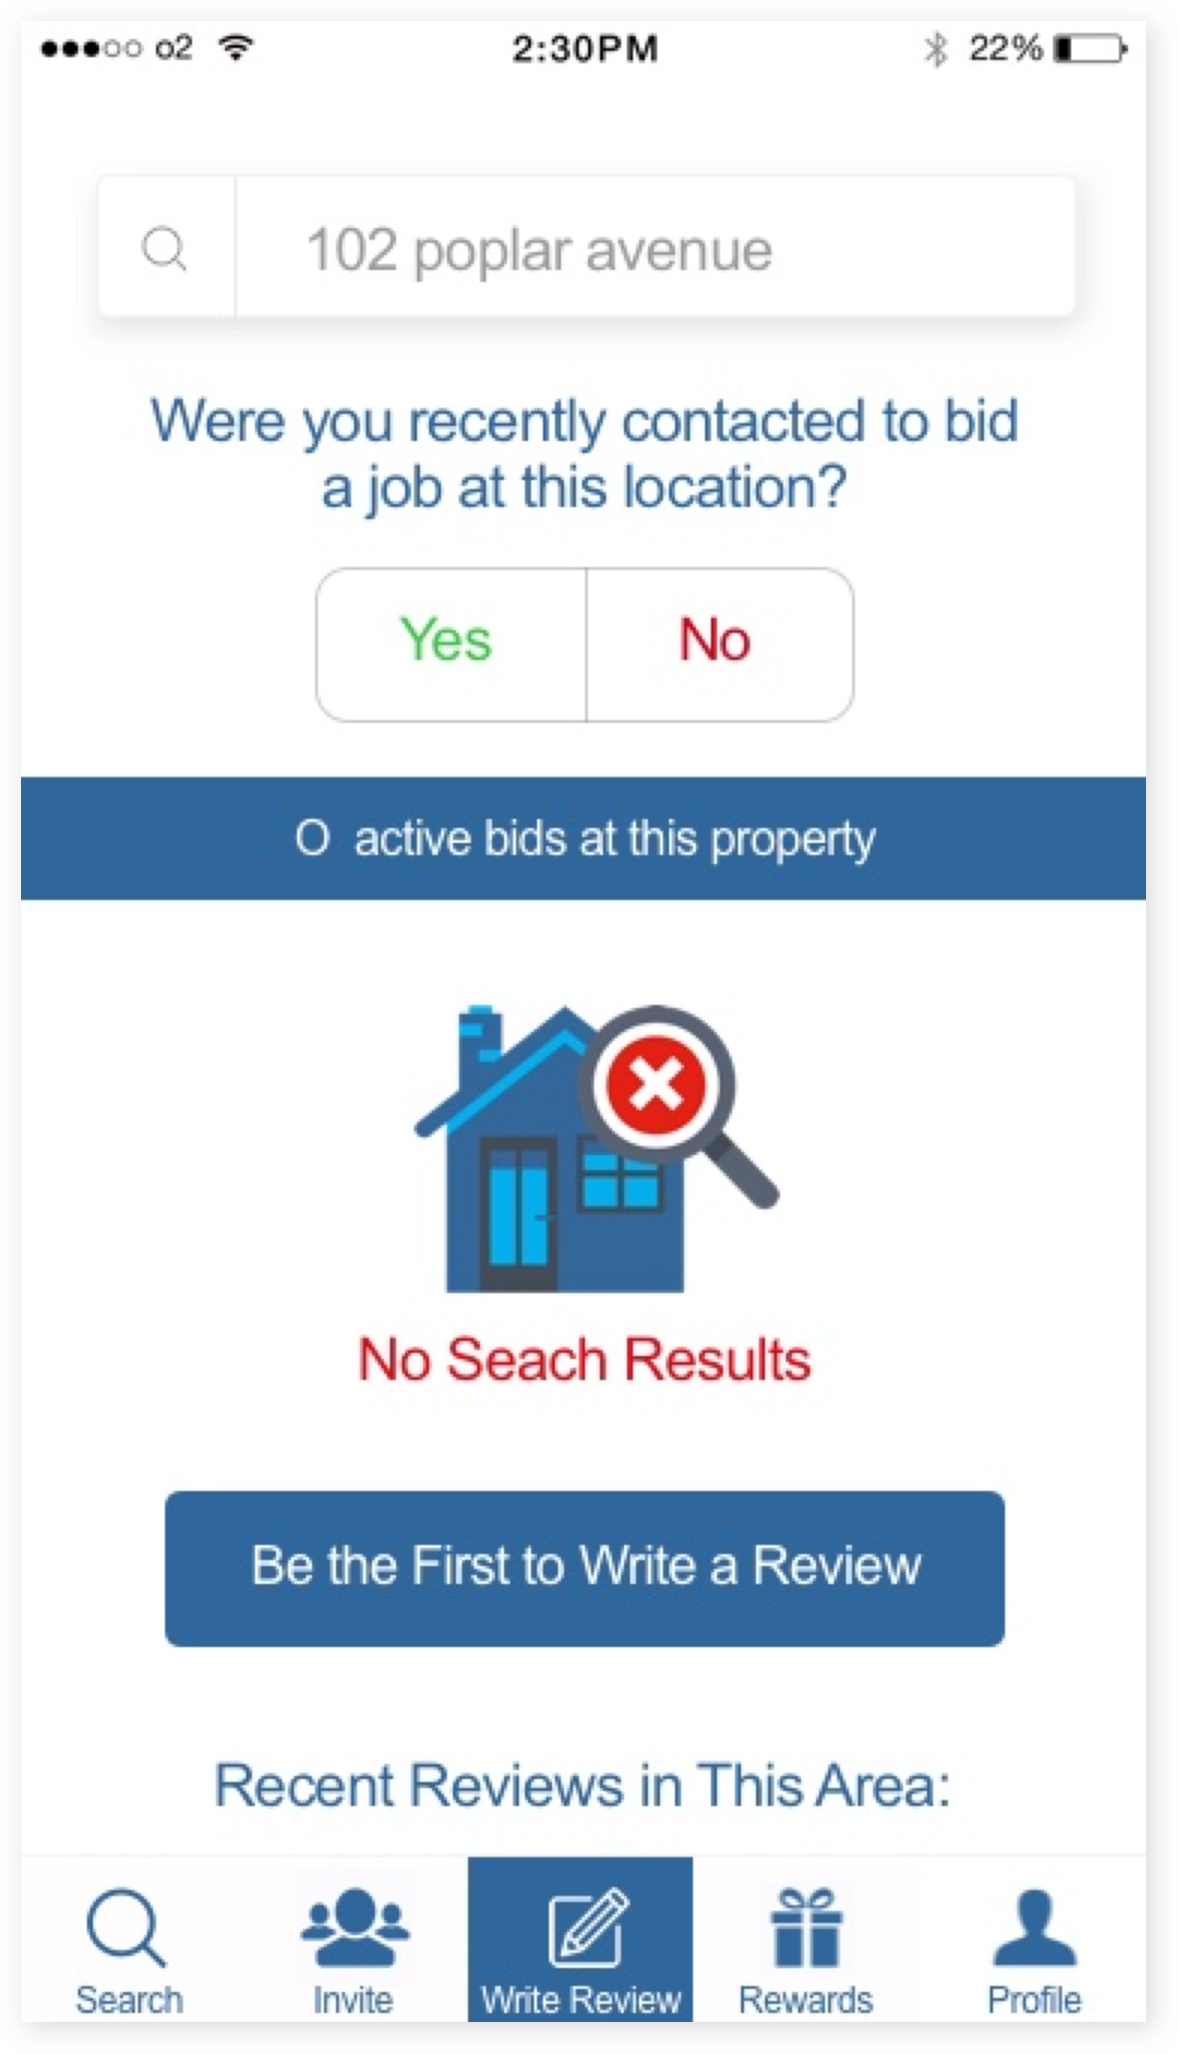 o2 2:30PM 22%
102 poplar avenue
Were you recently contacted to bid
a job at this location?
Yes No
O active bids at this property
No Seach Results
Be the First to Write a Review
Recent Reviews in This Area:
Search Invite Write Review Rewards Profile